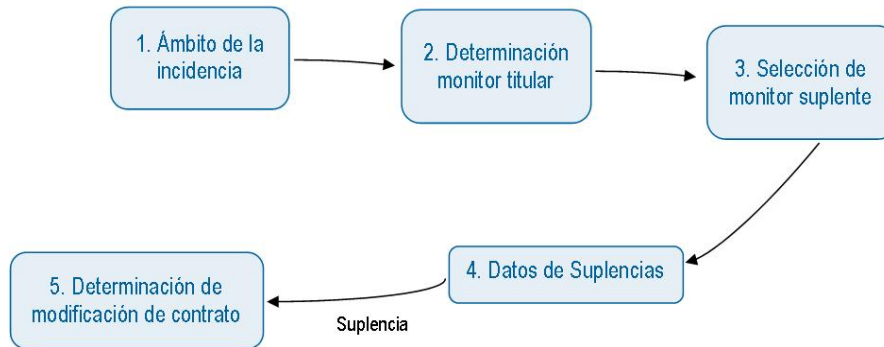 1. Ámbito de la
incidencia
2. Determinación
monitor titular
3. Selección de
monitor suplente
4. Datos de Suplencias
5. Determinación de
modificación de contrato
Suplencia